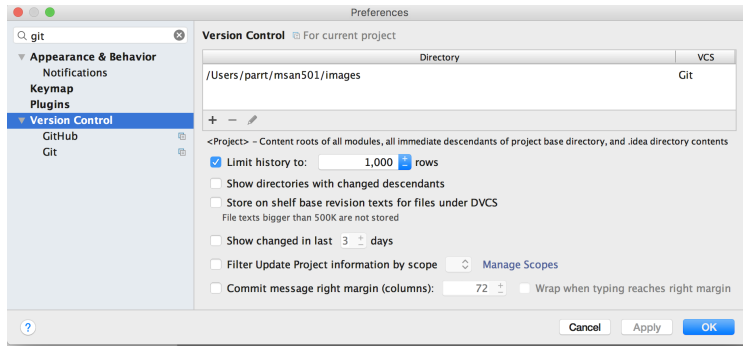 Preferences
git
Version Control For current project
Appearance & Behavior
Notifications
Keymap
Plugins
Version Control
GitHub
Git
Directory VCS
/Users/parrt/msan501/images Git
<Project> – Content roots of all modules, all immediate descendants of project base directory, and .idea directory contents
Limit history to: 1,000 rows
Show directories with changed descendants
Store on shelf base revision texts for files under DVCS
File texts bigger than 500K are not stored
Show changed in last 3 days
Filter Update Project information by scope Manage Scopes
Commit message right margin (columns): 72 Wrap when typing reaches right margin
? Cancel Apply OK